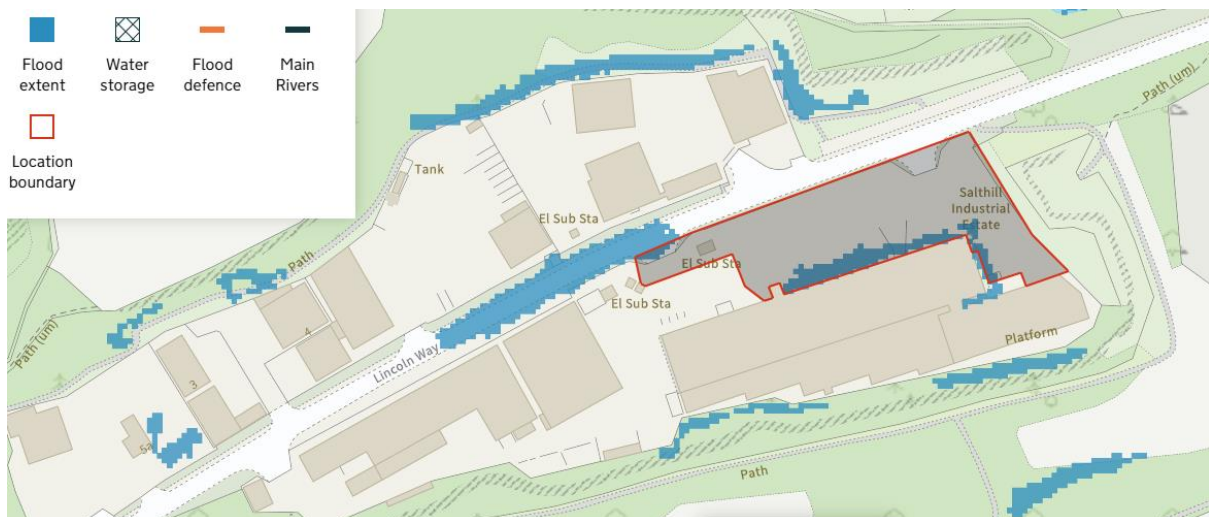 Flood
extent
Water
storage
Flood
defence
Main
Rivers
Location
boundary
Path (um)
Tank
El Sub Sta
Salthill
Industrial
Estate
El Sub Sta
El Sub Sta
Path
Path (um)
4
Lincoln Way
Platform
3
5a
Path